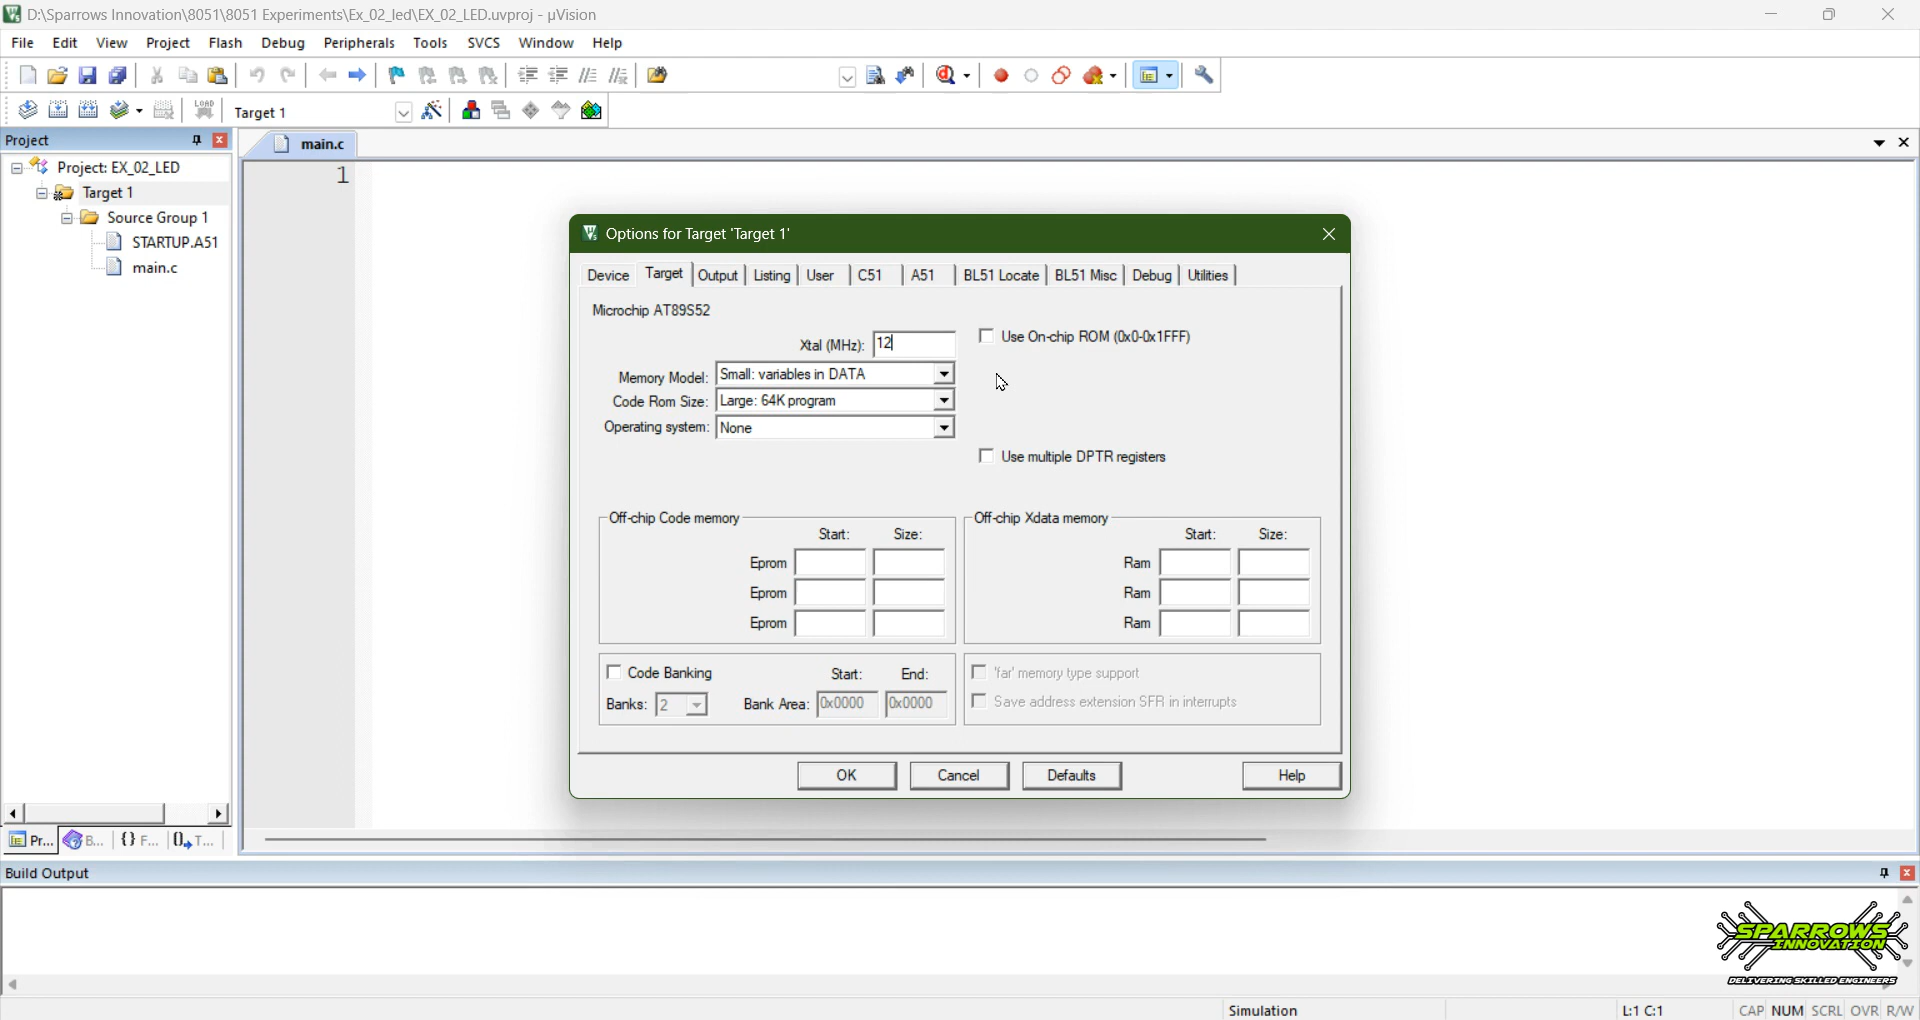 D:\Sparrows Innovation\8051\8051 Experiments\Ex_02_led\EX_02_LED.uvproj - µVision
File Edit View Project Flash Debug Peripherals Tools SVCS Window Help
LOAD Target 1
Project
main.c
Project: EX_02_LED
1
Target 1
Source Group 1
STARTUP.A51
main.c
Options for Target 'Target 1'
Device Target Output Listing User C51 A51 BL51 Locate BL51 Misc Debug Utilities
Microchip AT89S52
Xtal (MHz): 12
Use On-chip ROM (0x0-0x1FFF)
Memory Model: Small: variables in DATA
Code Rom Size: Large: 64K program
Operating system: None
Use multiple DPTR registers
Off-chip Code memory
Start: Size:
Eprom
Eprom
Eprom
Off-chip Xdata memory
Start: Size:
Ram
Ram
Ram
Code Banking Start: End:
Banks: 2 Bank Area: 0x0000 0x0000
'far' memory type support
Save address extension SFR in interrupts
OK Cancel Defaults Help
Pr... B... {} F... T...
Build Output
SPARROWS
INNOVATION
DELIVERING SKILLED ENGINEERS
Simulation L:1 C:1 CAP NUM SCRL OVR R/W